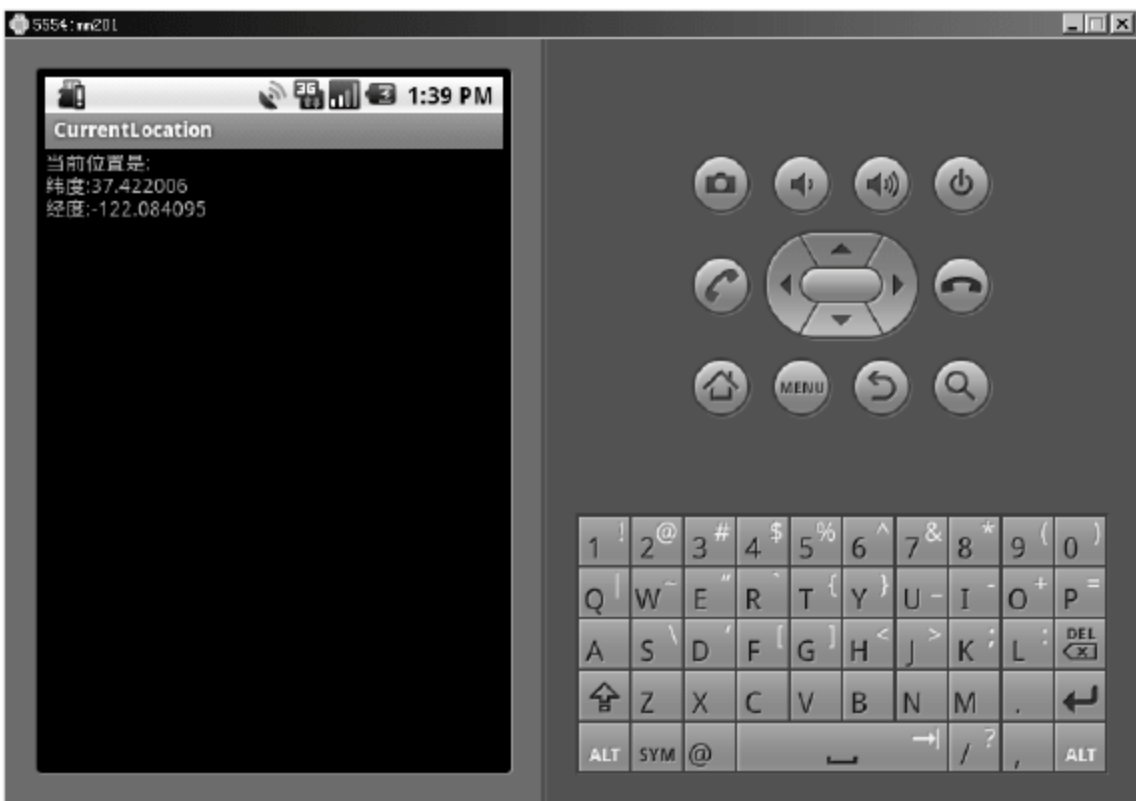 5554:mm201
3G 1:39 PM
CurrentLocation
当前位置是:
纬度:37.422006
经度:-122.084095
MENU
1 ! 2 @ 3 # 4 $ 5 % 6 ^ 7 & 8 * 9 ( 0 )
Q | W ~ E " R ` T { Y } U _ I - O + P =
A S \ D ' F [ G ] H < J > K ; L : DEL
Z X C V B N M .
ALT SYM @ / ? , ALT